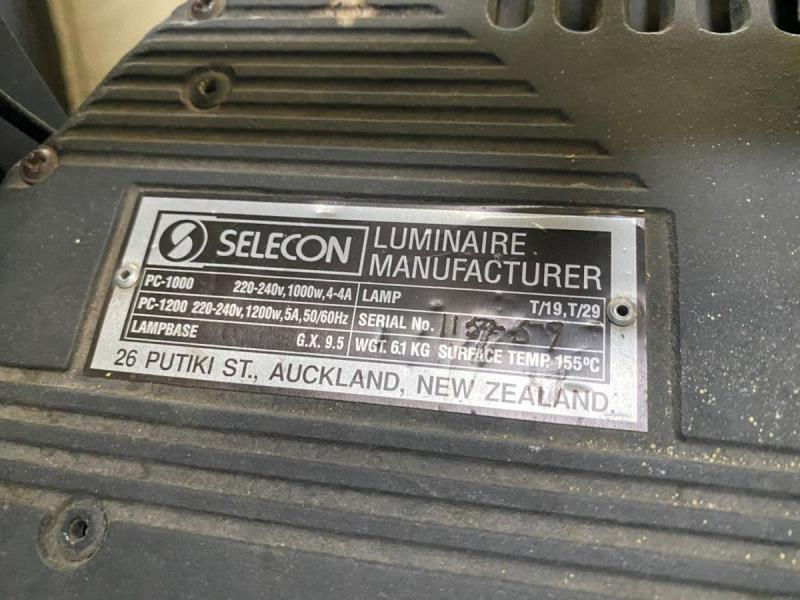 SELECON
LUMINAIRE
MANUFACTURER
PC-1000 220-240v,1000w,4-4A
PC-1200 220-240v,1200w,5A,50/60Hz
LAMPBASE G.X. 9.5
LAMP T/19,T/29
SERIAL No.
WGT. 6.1 KG SURFACE TEMP. 155ºC
26 PUTIKI ST., AUCKLAND, NEW ZEALAND.